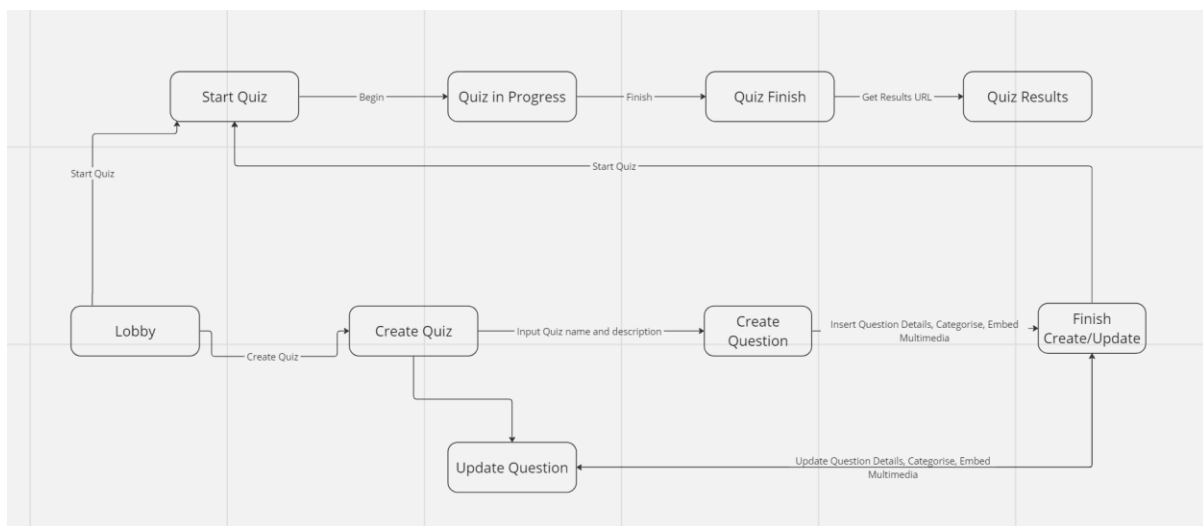 Start Quiz
Begin
Quiz in Progress
Finish
Quiz Finish
Get Results URL
Quiz Results
Start Quiz
Start Quiz
Lobby
Create Quiz
Create Quiz
Input Quiz name and description
Create
Question
Insert Question Details, Categorise, Embed
Multimedia
Finish
Create/Update
Update Question
Update Question Details, Categorise, Embed
Multimedia